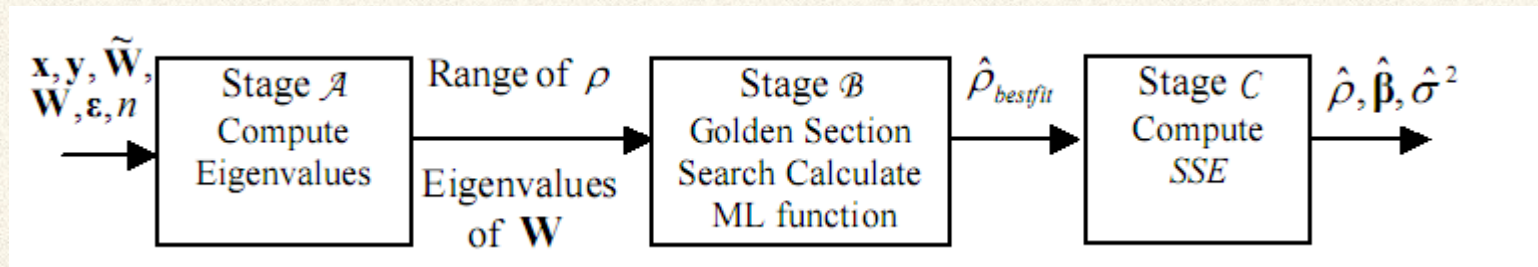 x, y, W̃,
W, ε, n
Stage A
Compute
Eigenvalues
Range of ρ
Eigenvalues
of W
Stage B
Golden Section
Search Calculate
ML function
ρ̂bestfit
Stage C
Compute
SSE
ρ̂, β̂, σ̂²